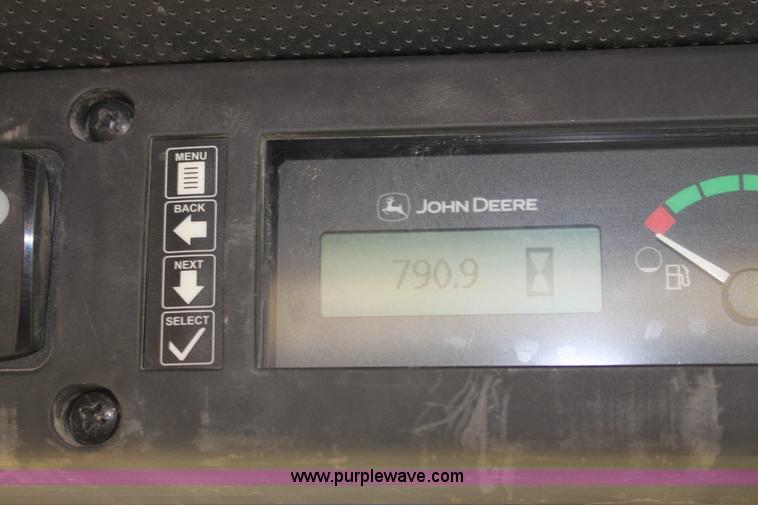 MENU
BACK
NEXT
SELECT
JOHN DEERE
790.9
www.purplewave.com